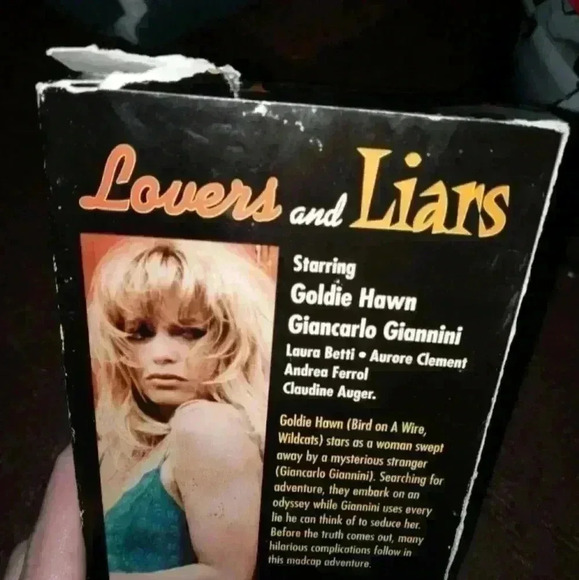 Lovers and Liars
Starring
Goldie Hawn
Giancarlo Giannini
Laura Betti • Aurore Clement
Andrea Ferrol
Claudine Auger.
Goldie Hawn (Bird on A Wire,
Wildcats) stars as a woman swept
away by a mysterious stranger
(Giancarlo Giannini). Searching for
adventure, they embark on an
odyssey while Giannini uses every
lie he can think of to seduce her.
Before the truth comes out, many
hilarious complications follow in
this madcap adventure.